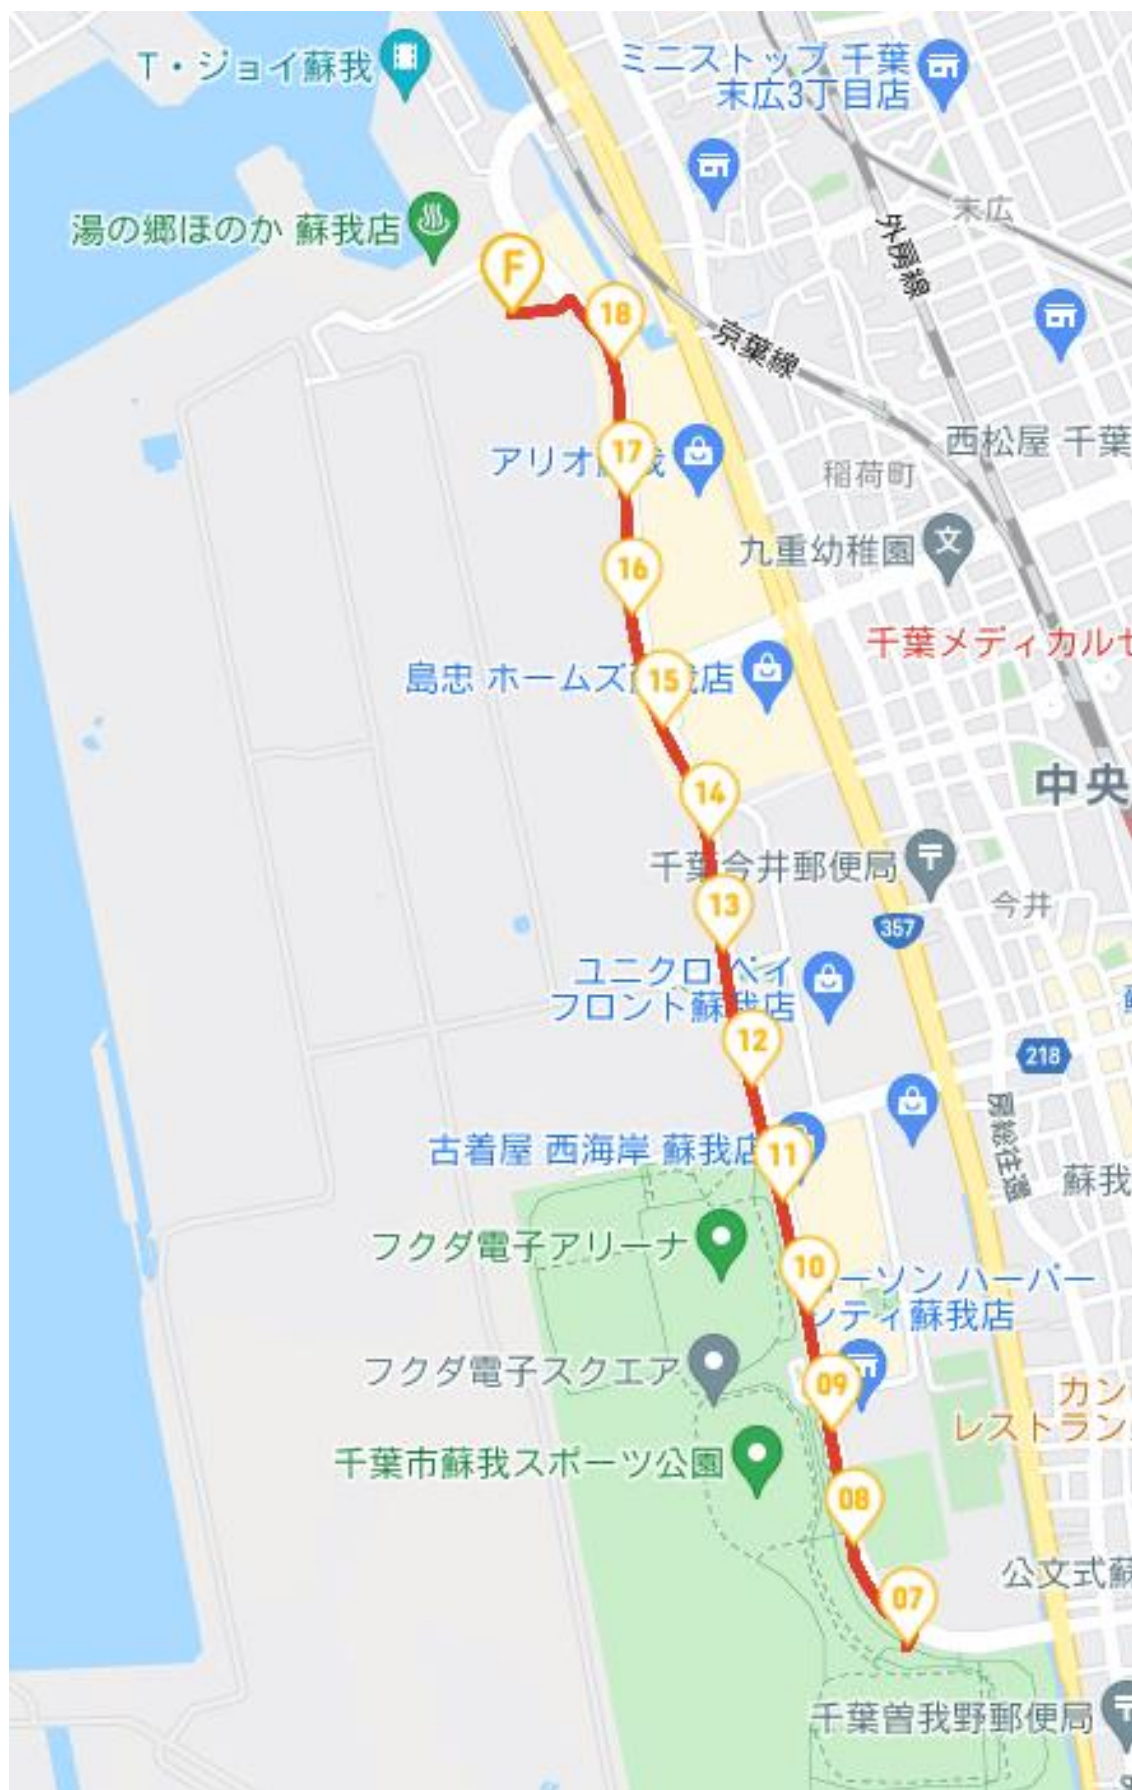 T・ジョイ蘇我
ミニストップ 千葉
末広3丁目店
末広
外房線
湯の郷ほのか 蘇我店
F
18
京葉線
西松屋 千葉
アリオ
17
稲荷町
九重幼稚園
文
16
千葉メディカルセ
島忠 ホームズ
15
店
中央
14
千葉今井郵便局
今井
13
357
ユニクロ ベイ
フロント蘇我店
12
218
房総往還
古着屋 西海岸 蘇我店
11
蘇我
フクダ電子アリーナ
10
ーソン ハーバー
シティ蘇我店
フクダ電子スクエア
09
カン
レストラン
千葉市蘇我スポーツ公園
08
公文式蘇
07
千葉曽我野郵便局